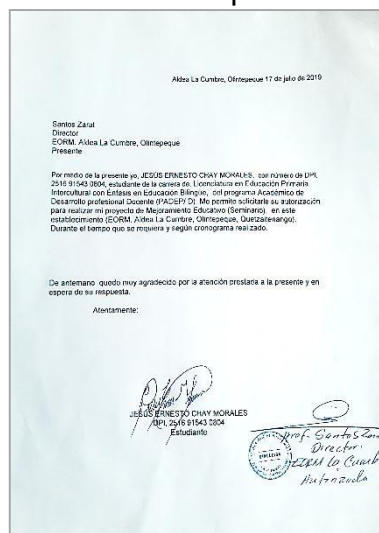 Aldea La Cumbre, Olintepeque 17 de julio de 2019
Santos Zarat
Director
EORM. Aldea La Cumbre, Olintepeque
Presente
Por medio de la presente yo, JESÚS ERNESTO CHAY MORALES, con número de DPI,
2516 91543 0804, estudiante de la carrera de, Licenciatura en Educación Primaria
Intercultural con Énfasis en Educación Bilingüe, del programa Académico de
Desarrollo profesional Docente (PADEP/ D). Me permito solicitarle su autorización
para realizar mi proyecto de Mejoramiento Educativo (Seminario), en este
establecimiento (EORM. Aldea La Cumbre, Olintepeque, Quetzaltenango).
Durante el tiempo que se requiera y según cronograma realizado.
De antemano quedo muy agradecido por la atención prestada a la presente y en
espera de su respuesta.
Atentamente:
JESÚS ERNESTO CHAY MORALES
DPI, 2516 91543 0804
Estudiante
prof. Santos
Director
EORM La Cumb
Autorizado